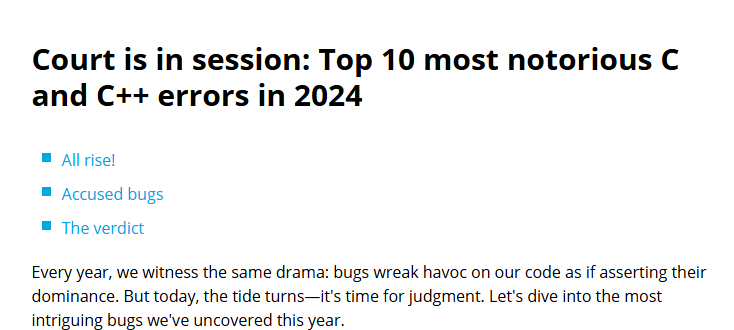 Court is in session: Top 10 most notorious C
and C++ errors in 2024
All rise!
Accused bugs
The verdict
Every year, we witness the same drama: bugs wreak havoc on our code as if asserting their
dominance. But today, the tide turns—it's time for judgment. Let's dive into the most
intriguing bugs we've uncovered this year.